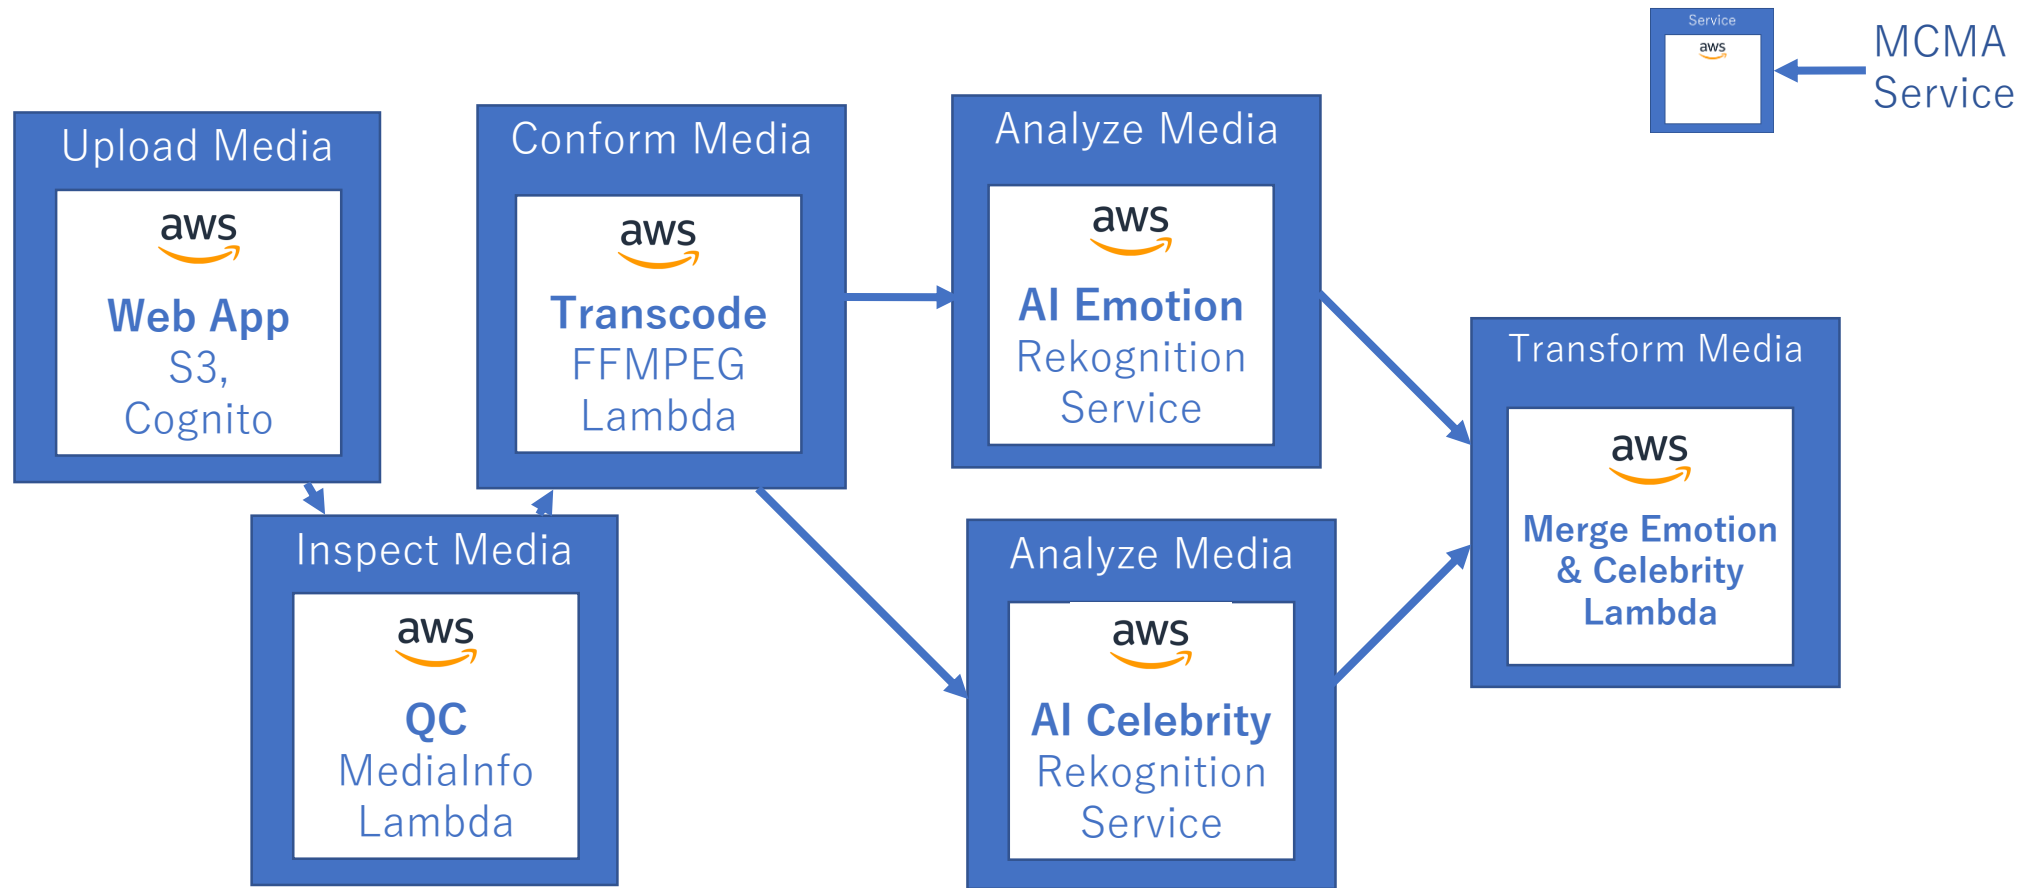 Service
aws
MCMA
Service
Upload Media
aws
Web App
S3,
Cognito
Inspect Media
aws
QC
MediaInfo
Lambda
Conform Media
aws
Transcode
FFMPEG
Lambda
Analyze Media
aws
AI Emotion
Rekognition
Service
Analyze Media
aws
AI Celebrity
Rekognition
Service
Transform Media
aws
Merge Emotion
& Celebrity
Lambda